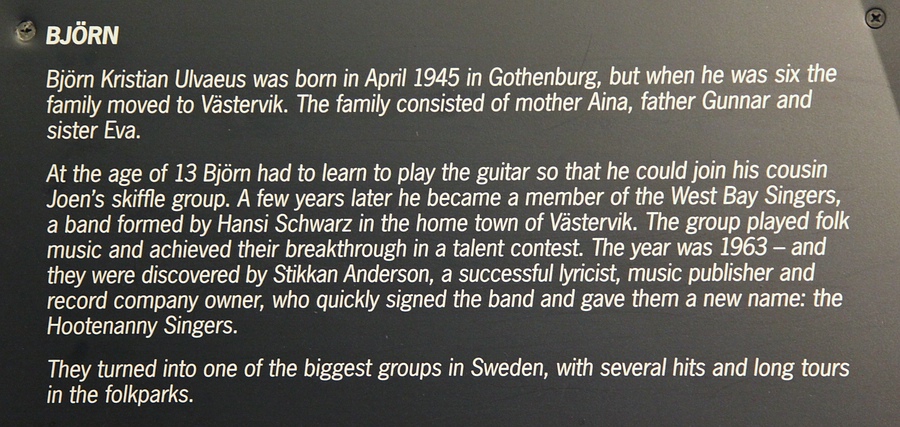 BJÖRN
Björn Kristian Ulvaeus was born in April 1945 in Gothenburg, but when he was six the
family moved to Västervik. The family consisted of mother Aina, father Gunnar and
sister Eva.
At the age of 13 Björn had to learn to play the guitar so that he could join his cousin
Joen's skiffle group. A few years later he became a member of the West Bay Singers,
a band formed by Hansi Schwarz in the home town of Västervik. The group played folk
music and achieved their breakthrough in a talent contest. The year was 1963 – and
they were discovered by Stikkan Anderson, a successful lyricist, music publisher and
record company owner, who quickly signed the band and gave them a new name: the
Hootenanny Singers.
They turned into one of the biggest groups in Sweden, with several hits and long tours
in the folkparks.